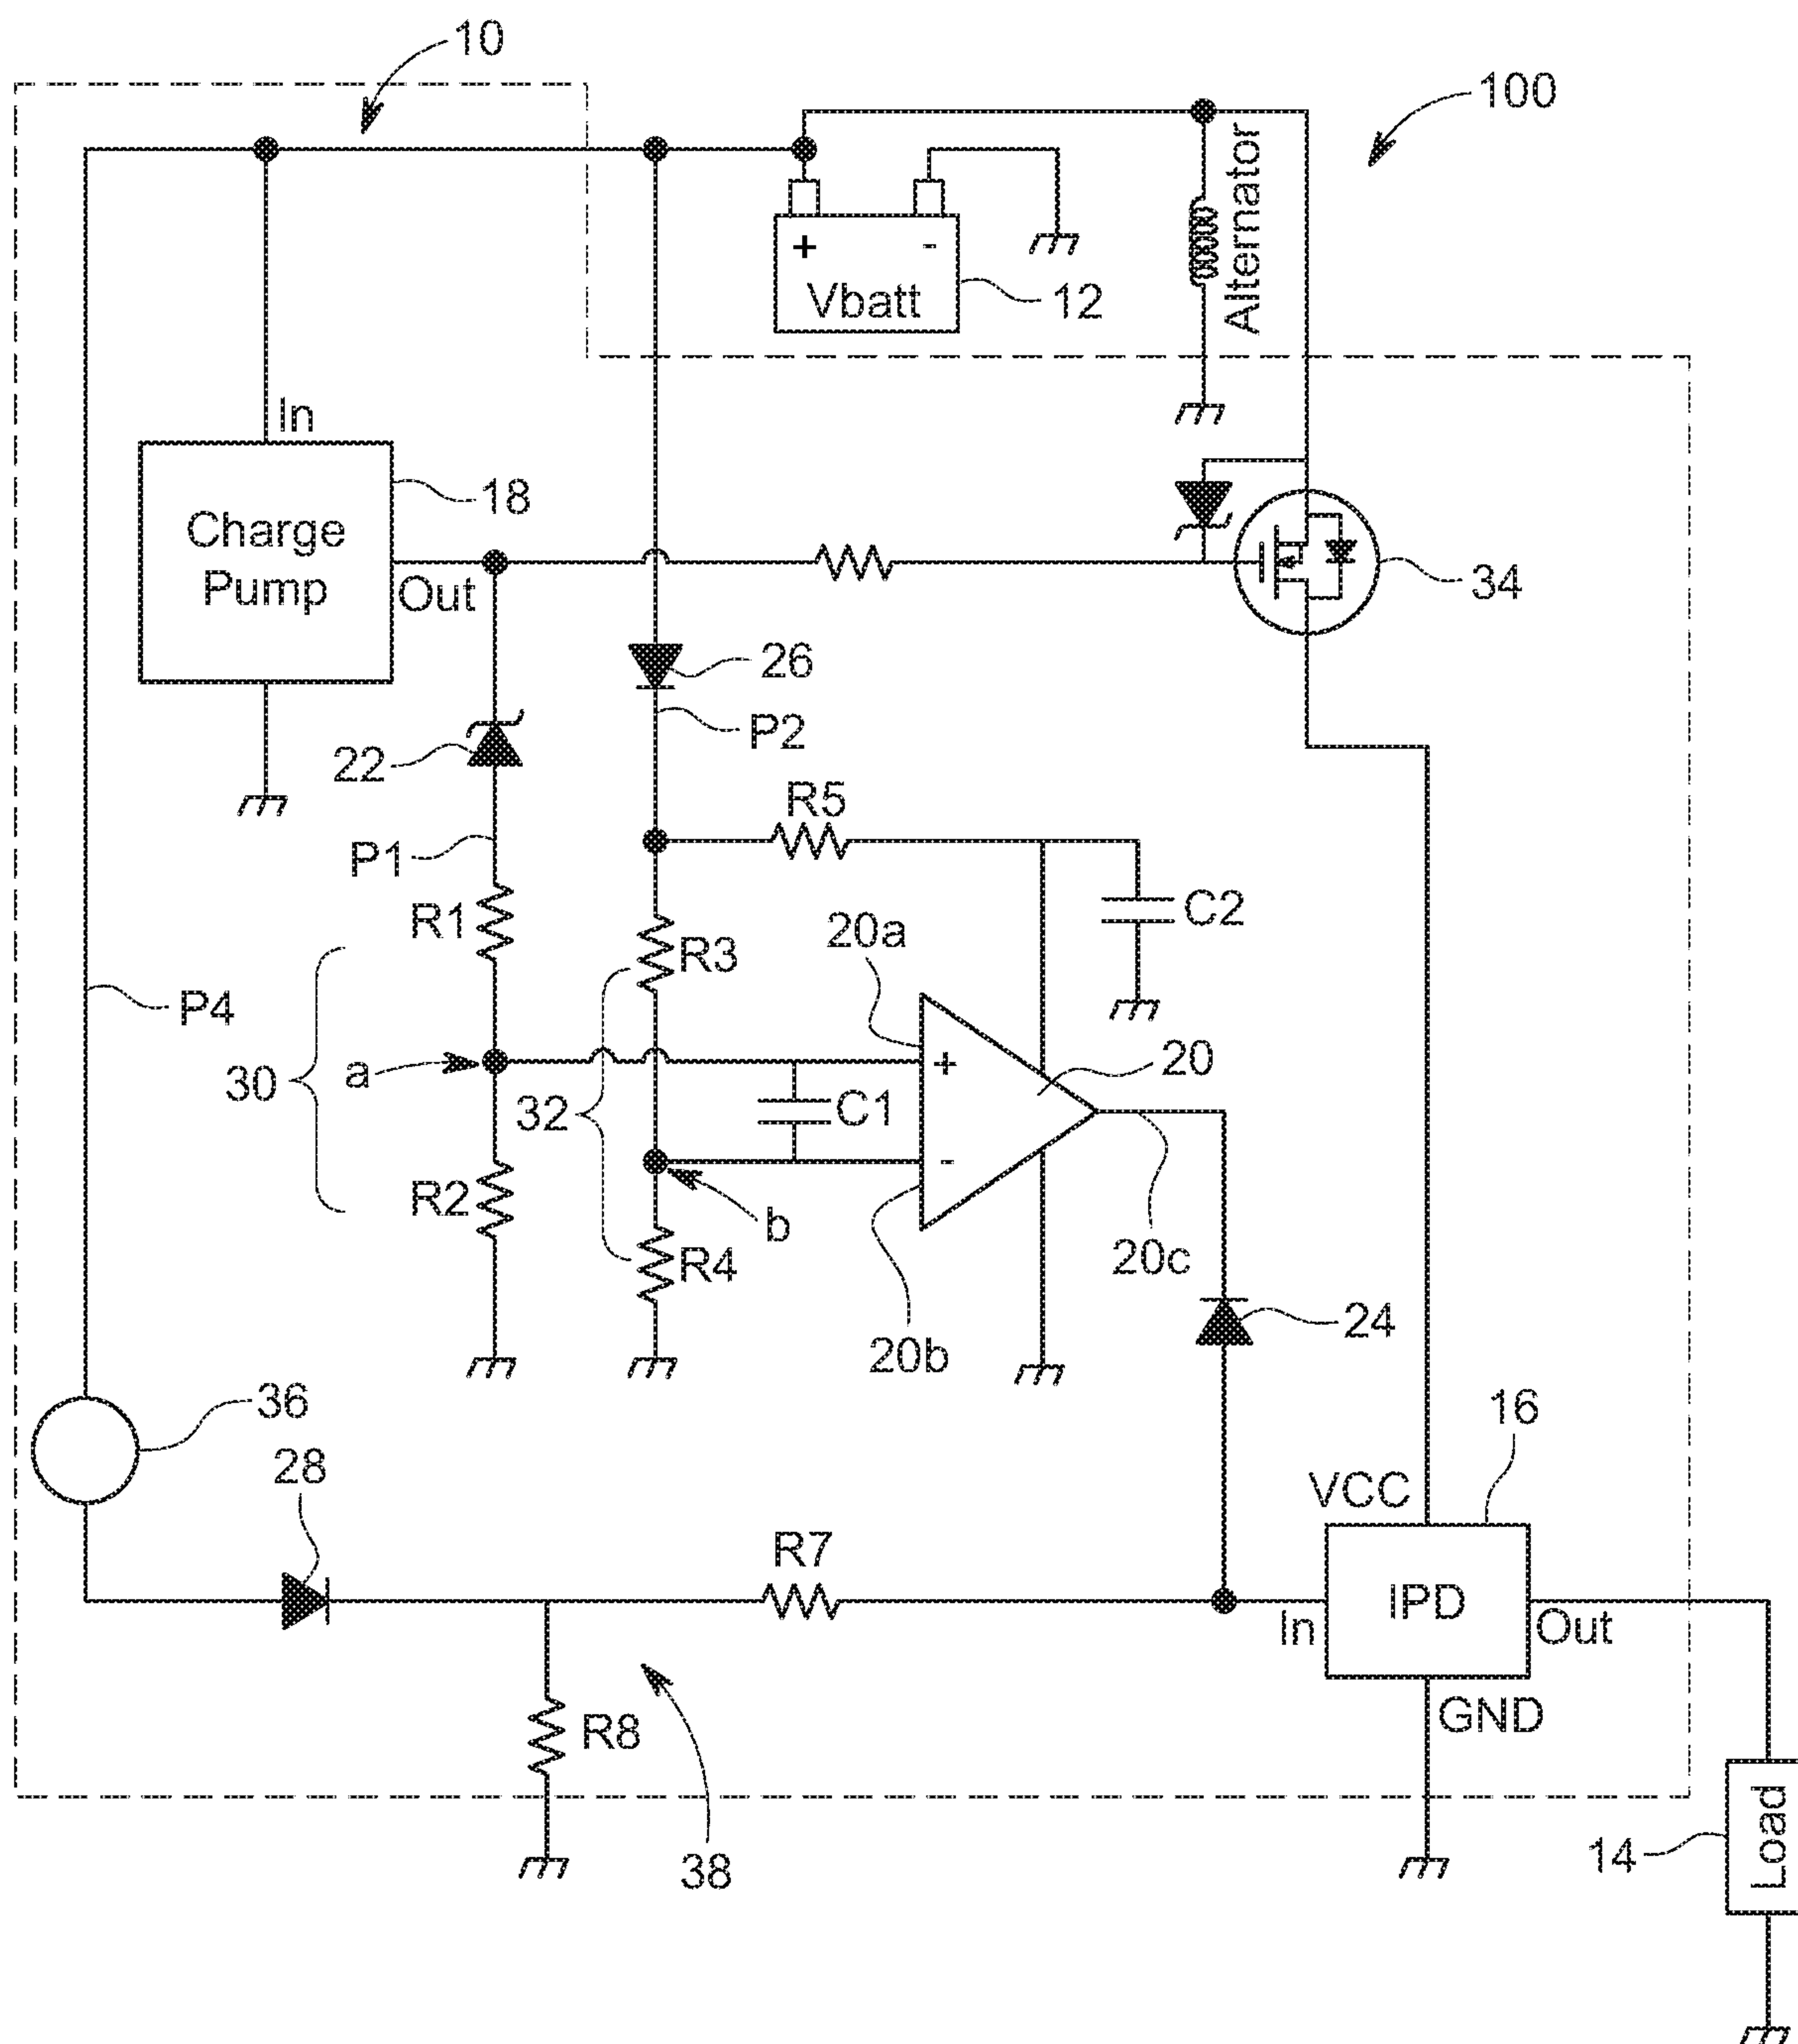 10
100
Alternator
+
-
Vbatt
12
In
18
Charge
Pump
Out
34
26
22
P2
R5
P1
R1
C2
20a
R3
P4
20
+
a
30
C1
32
-
R2
b
20c
R4
24
20b
36
16
28
VCC
R7
IPD
In
Out
GND
R8
Load
14
38